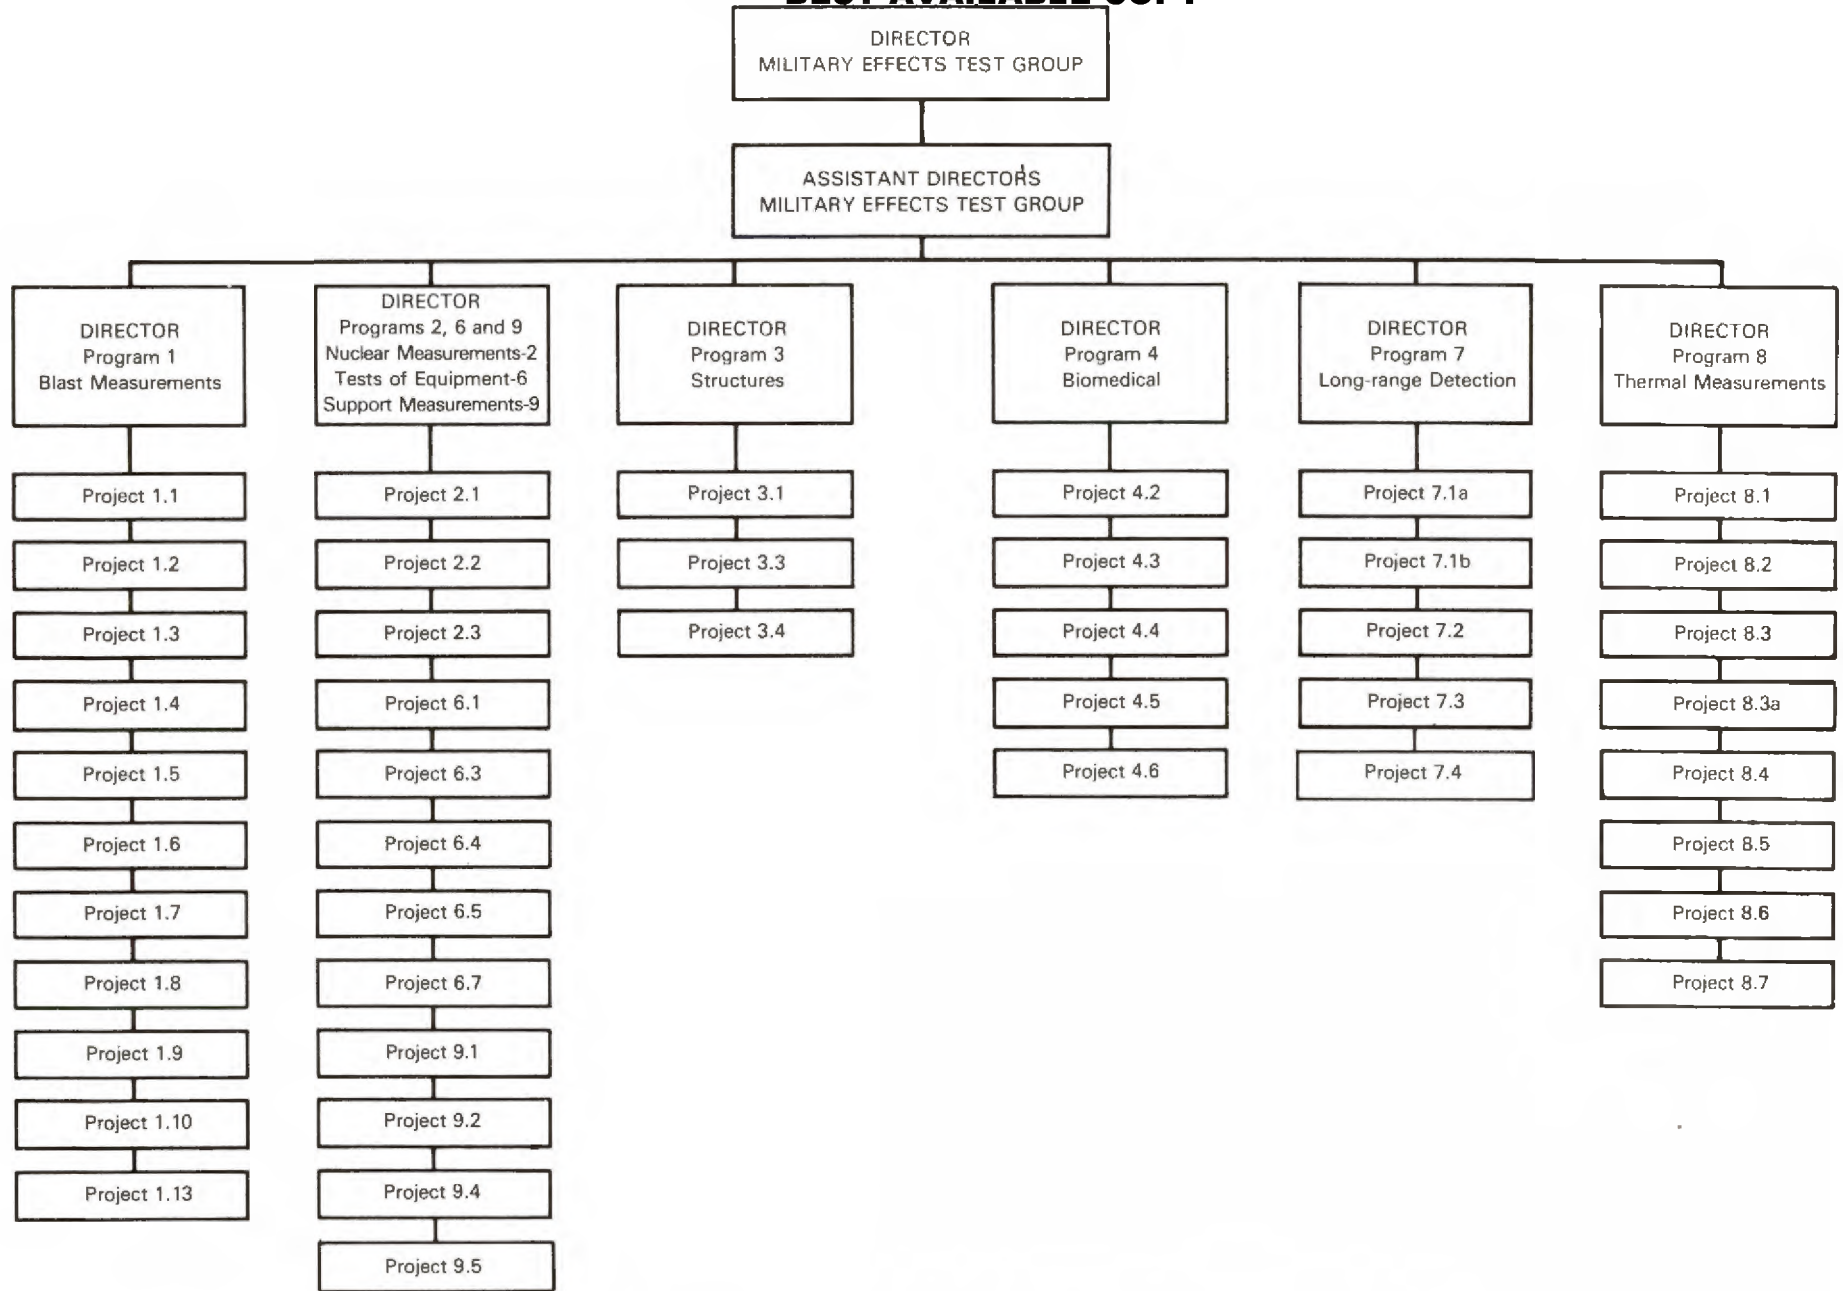 BEST AVAILABLE COPY
DIRECTOR
MILITARY EFFECTS TEST GROUP
ASSISTANT DIRECTORS
MILITARY EFFECTS TEST GROUP
DIRECTOR
Program 1
Blast Measurements
Project 1.1
Project 1.2
Project 1.3
Project 1.4
Project 1.5
Project 1.6
Project 1.7
Project 1.8
Project 1.9
Project 1.10
Project 1.13
DIRECTOR
Programs 2, 6 and 9
Nuclear Measurements-2
Tests of Equipment-6
Support Measurements-9
Project 2.1
Project 2.2
Project 2.3
Project 6.1
Project 6.3
Project 6.4
Project 6.5
Project 6.7
Project 9.1
Project 9.2
Project 9.4
Project 9.5
DIRECTOR
Program 3
Structures
Project 3.1
Project 3.3
Project 3.4
DIRECTOR
Program 4
Biomedical
Project 4.2
Project 4.3
Project 4.4
Project 4.5
Project 4.6
DIRECTOR
Program 7
Long-range Detection
Project 7.1a
Project 7.1b
Project 7.2
Project 7.3
Project 7.4
DIRECTOR
Program 8
Thermal Measurements
Project 8.1
Project 8.2
Project 8.3
Project 8.3a
Project 8.4
Project 8.5
Project 8.6
Project 8.7